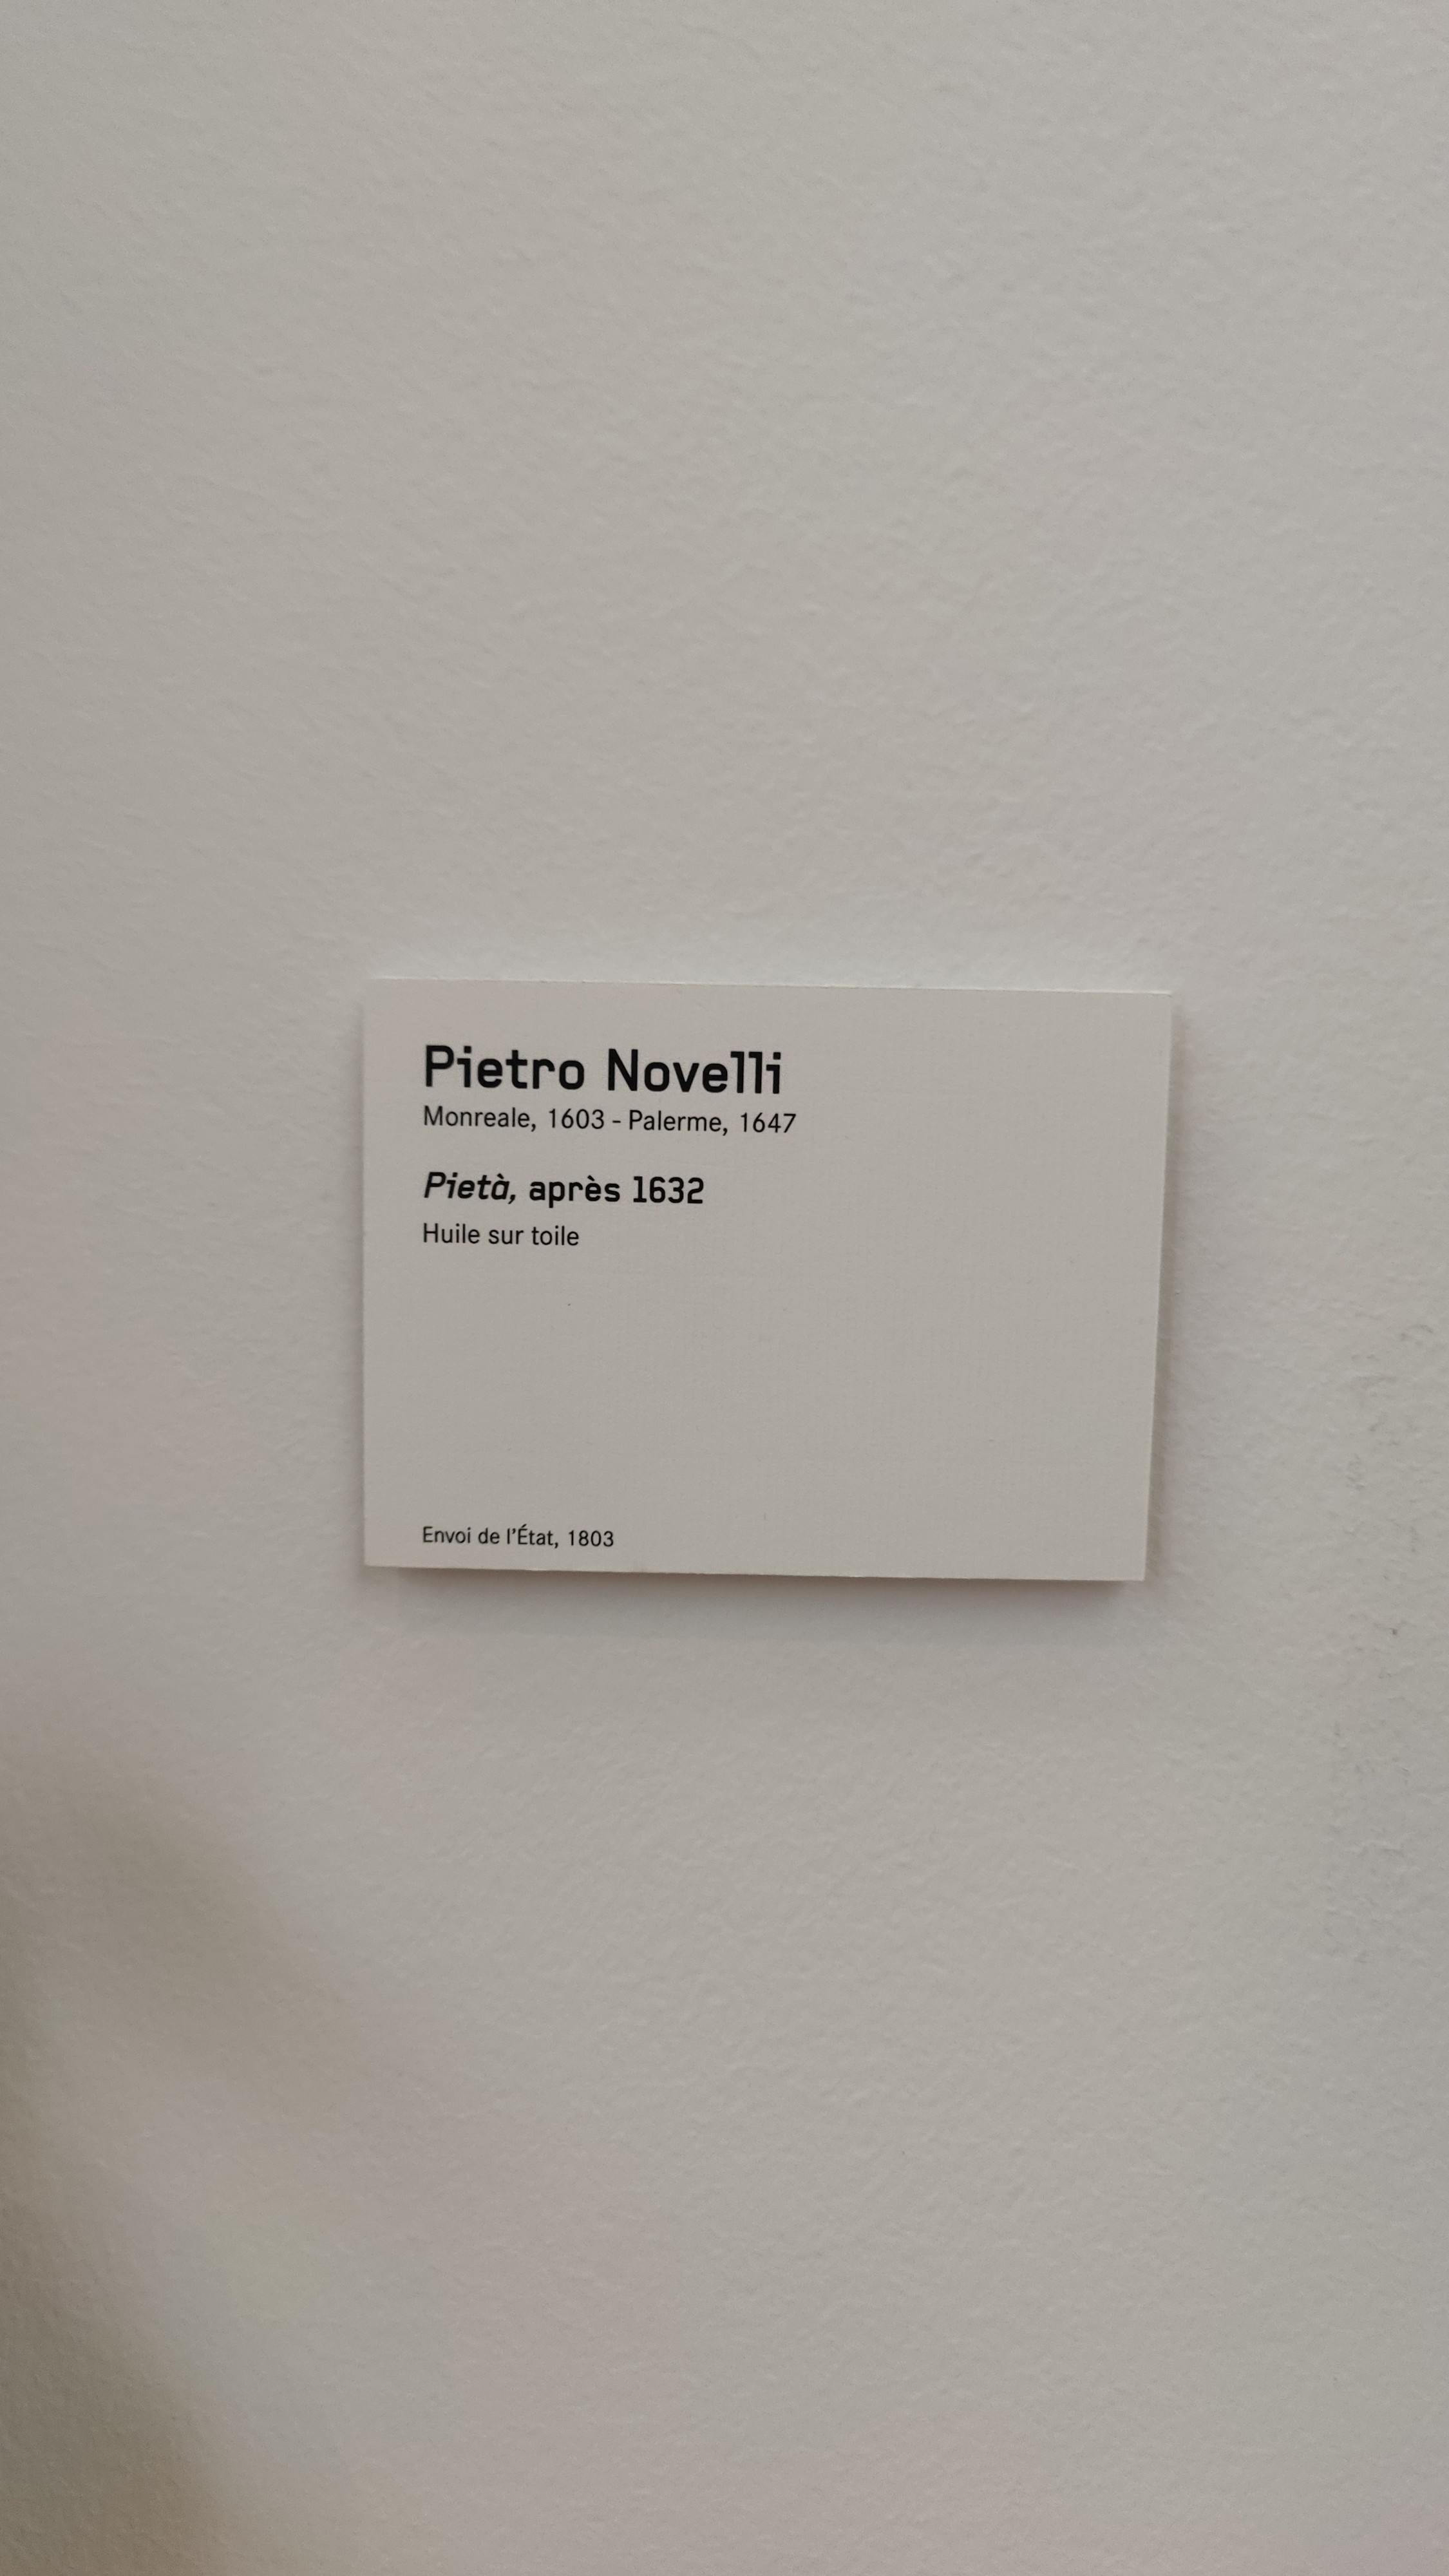 Pietro Novelli
Monreale, 1603 - Palerme, 1647
Pietà, après 1632
Huile sur toile
Envoi de l'État, 1803